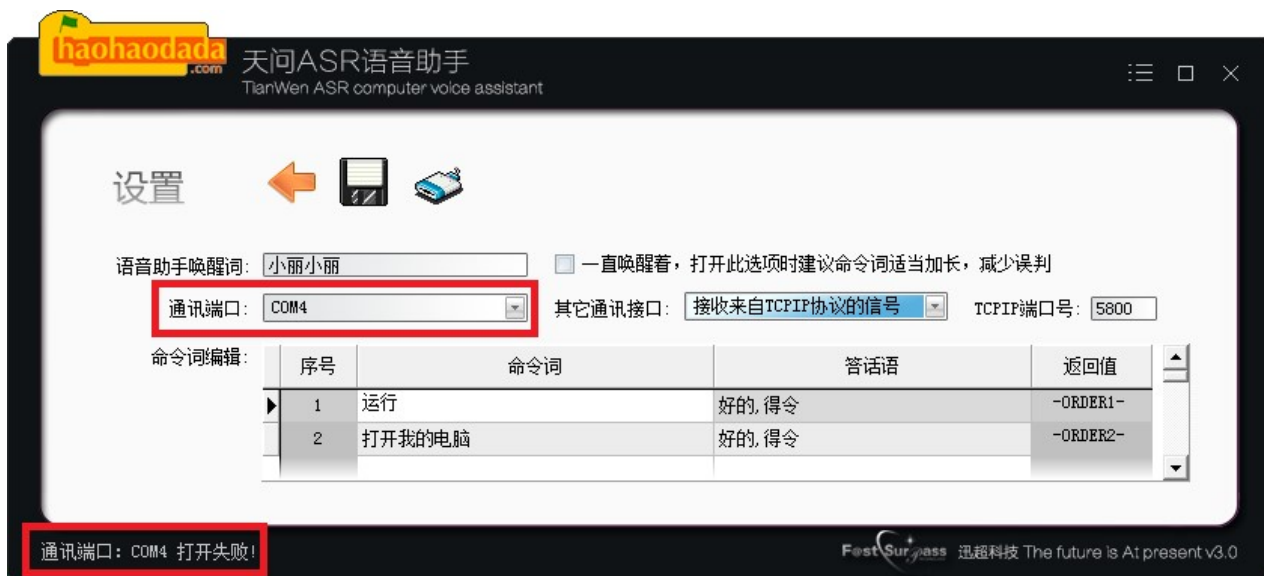 haohaodada
.com
天问ASR语音助手
TianWen ASR computer voice assistant
设置
语音助手唤醒词: 小丽小丽 一直唤醒着，打开此选项时建议命令词适当加长，减少误判
通讯端口: COM4 其它通讯接口: 接收来自TCPIP协议的信号 TCPIP端口号: 5800
命令词编辑: 序号 命令词 答话语 返回值
1 运行 好的,得令 -ORDER1-
2 打开我的电脑 好的,得令 -ORDER2-
通讯端口: COM4 打开失败!
FastSurpass 迅超科技 The future is At present v3.0